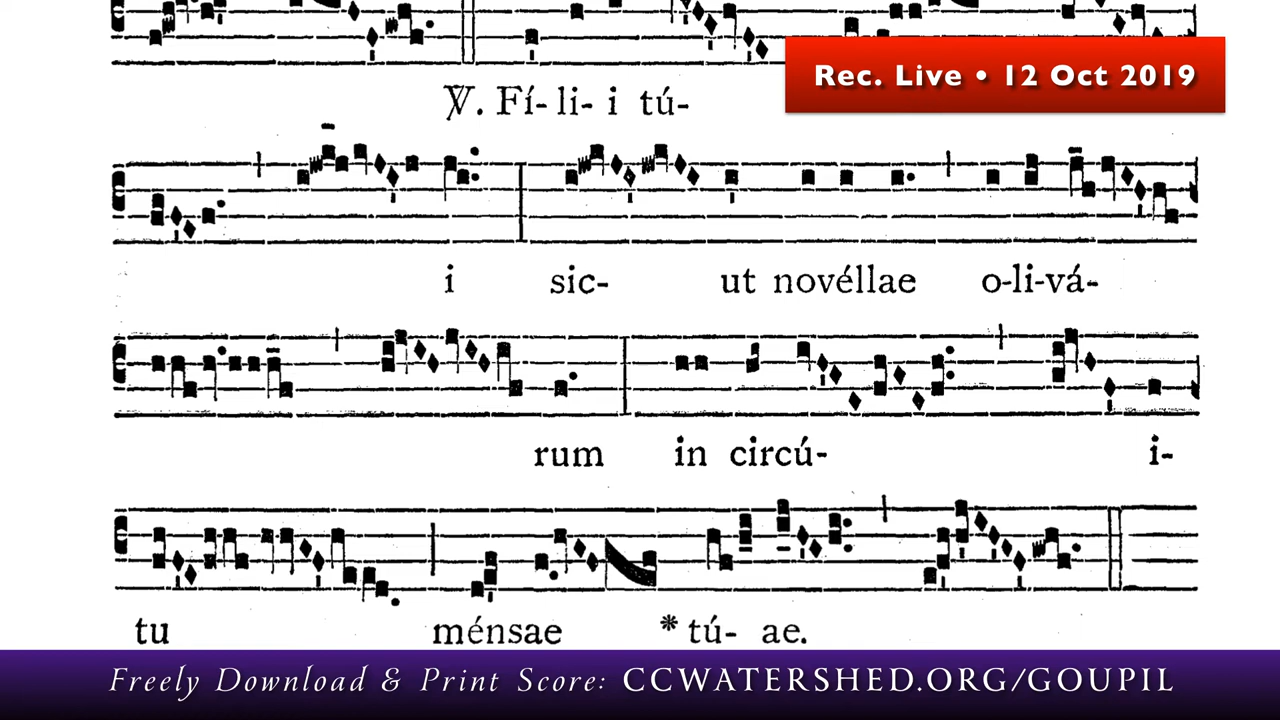 Rec. Live • 12 Oct 2019
℣. Fí- li- i tú-
i sic- ut novéllae o-li-vá-
rum in circú- i-
tu ménsae * tú- ae.
Freely Download & Print Score: CCWATERSHED.ORG/GOUPIL